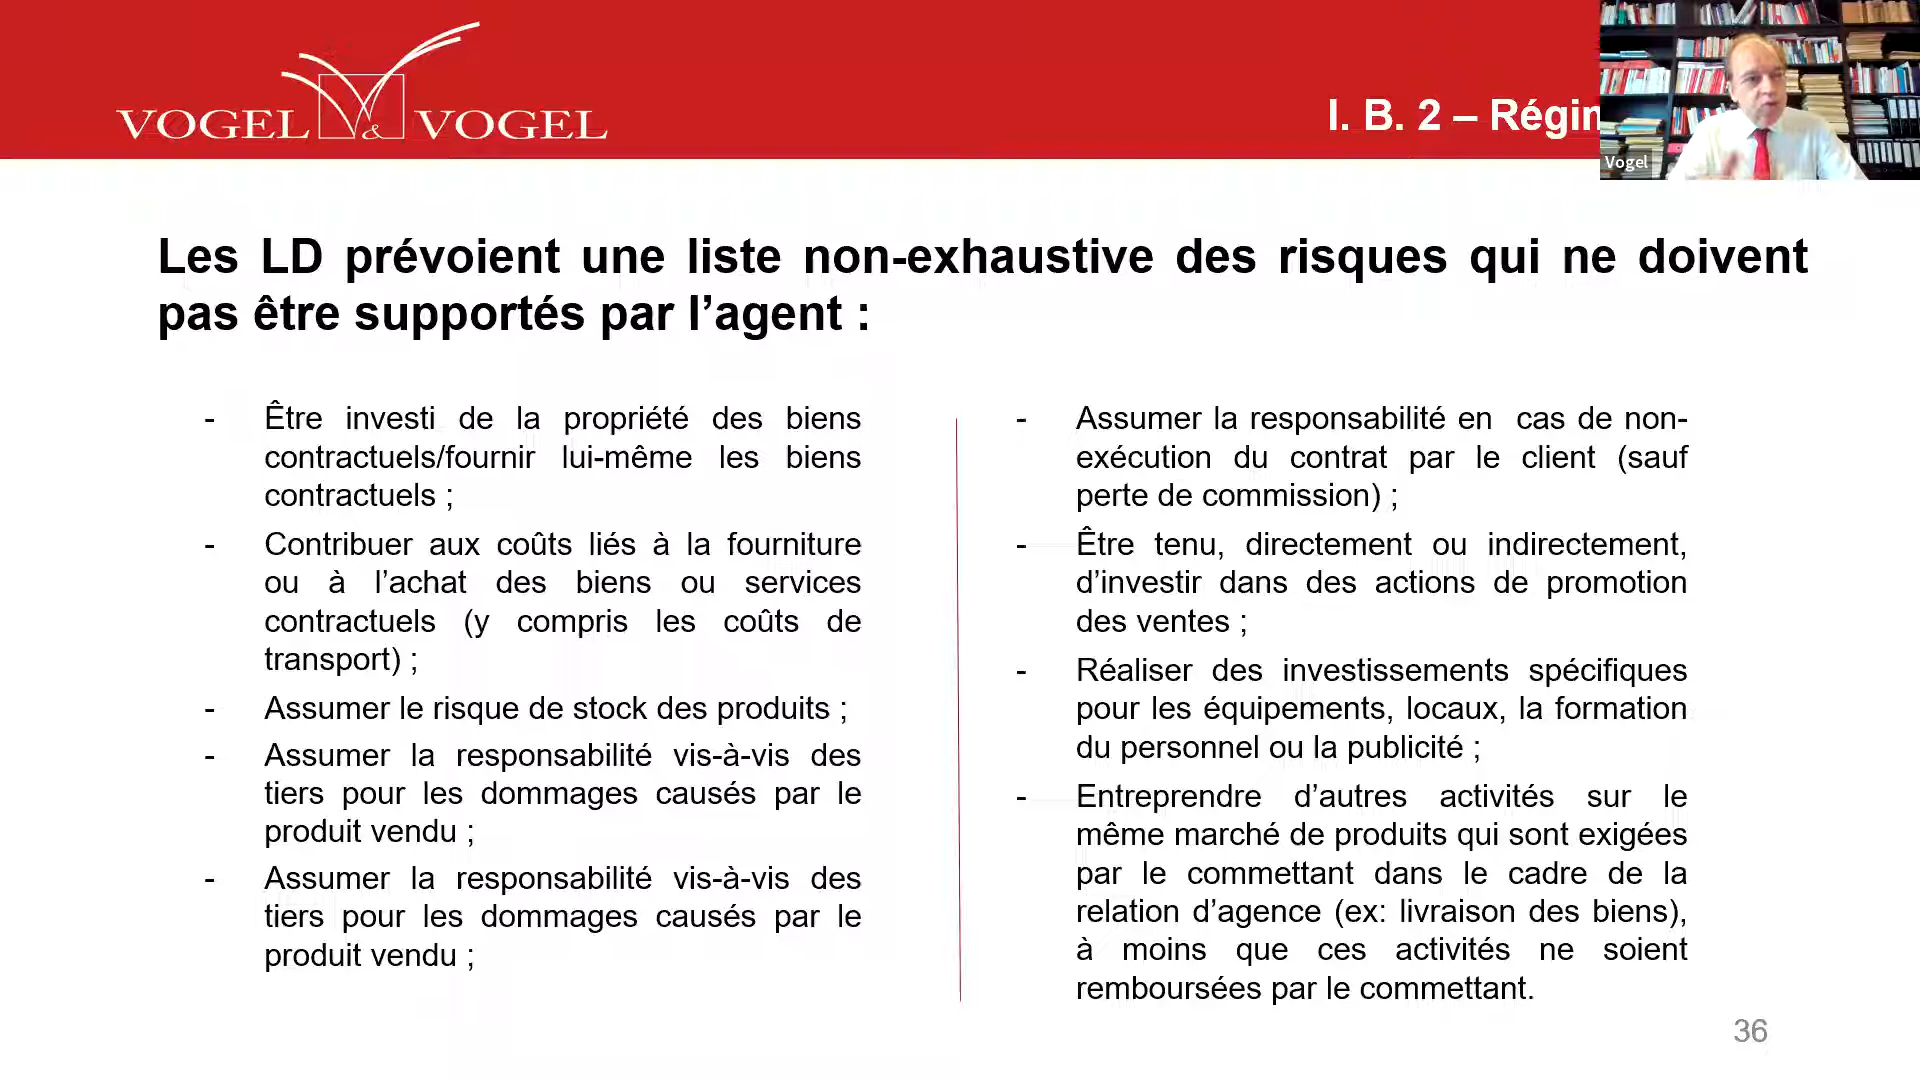 VOGEL & VOGEL
I. B. 2 – Régim
Vogel
Les LD prévoient une liste non-exhaustive des risques qui ne doivent
pas être supportés par l’agent :
- Être investi de la propriété des biens
contractuels/fournir lui-même les biens
contractuels ;
- Contribuer aux coûts liés à la fourniture
ou à l’achat des biens ou services
contractuels (y compris les coûts de
transport) ;
- Assumer le risque de stock des produits ;
- Assumer la responsabilité vis-à-vis des
tiers pour les dommages causés par le
produit vendu ;
- Assumer la responsabilité vis-à-vis des
tiers pour les dommages causés par le
produit vendu ;
- Assumer la responsabilité en cas de non-
exécution du contrat par le client (sauf
perte de commission) ;
- Être tenu, directement ou indirectement,
d’investir dans des actions de promotion
des ventes ;
- Réaliser des investissements spécifiques
pour les équipements, locaux, la formation
du personnel ou la publicité ;
- Entreprendre d’autres activités sur le
même marché de produits qui sont exigées
par le commettant dans le cadre de la
relation d’agence (ex: livraison des biens),
à moins que ces activités ne soient
remboursées par le commettant.
36